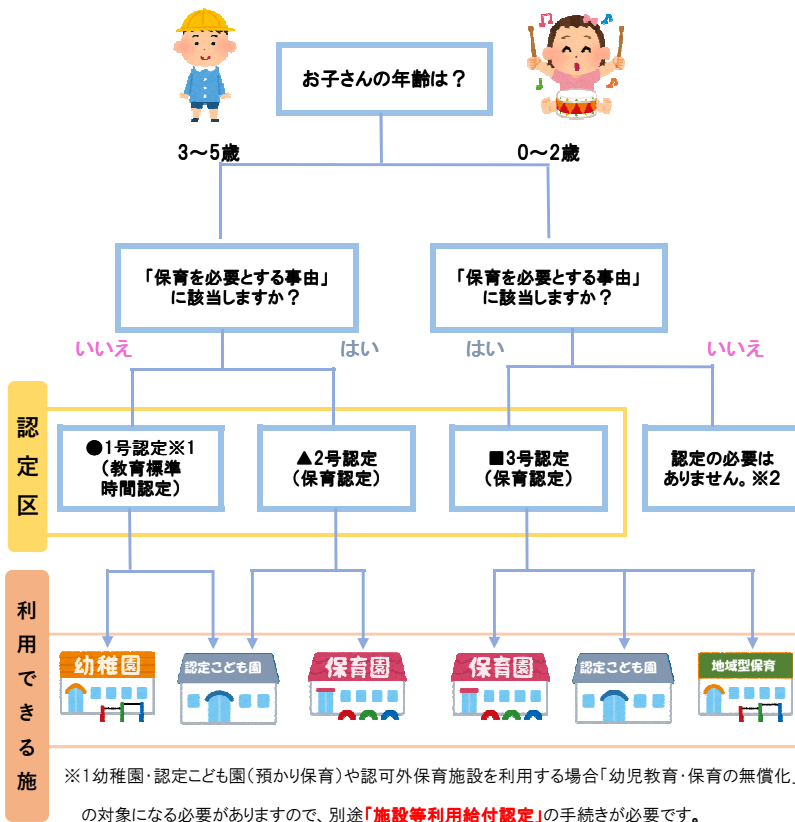 お子さんの年齢は？
3～5歳
0～2歳
「保育を必要とする事由」
に該当しますか？
「保育を必要とする事由」
に該当しますか？
いいえ
はい
はい
いいえ
認定区
●1号認定※1
（教育標準
時間認定）
▲2号認定
（保育認定）
■3号認定
（保育認定）
認定の必要は
ありません。※2
利用できる施
幼稚園
認定こども園
保育園
保育園
認定こども園
地域型保育
※1幼稚園・認定こども園（預かり保育）や認可外保育施設を利用する場合「幼児教育・保育の無償化」
の対象になる必要がありますので、別途「施設等利用給付認定」の手続きが必要です。